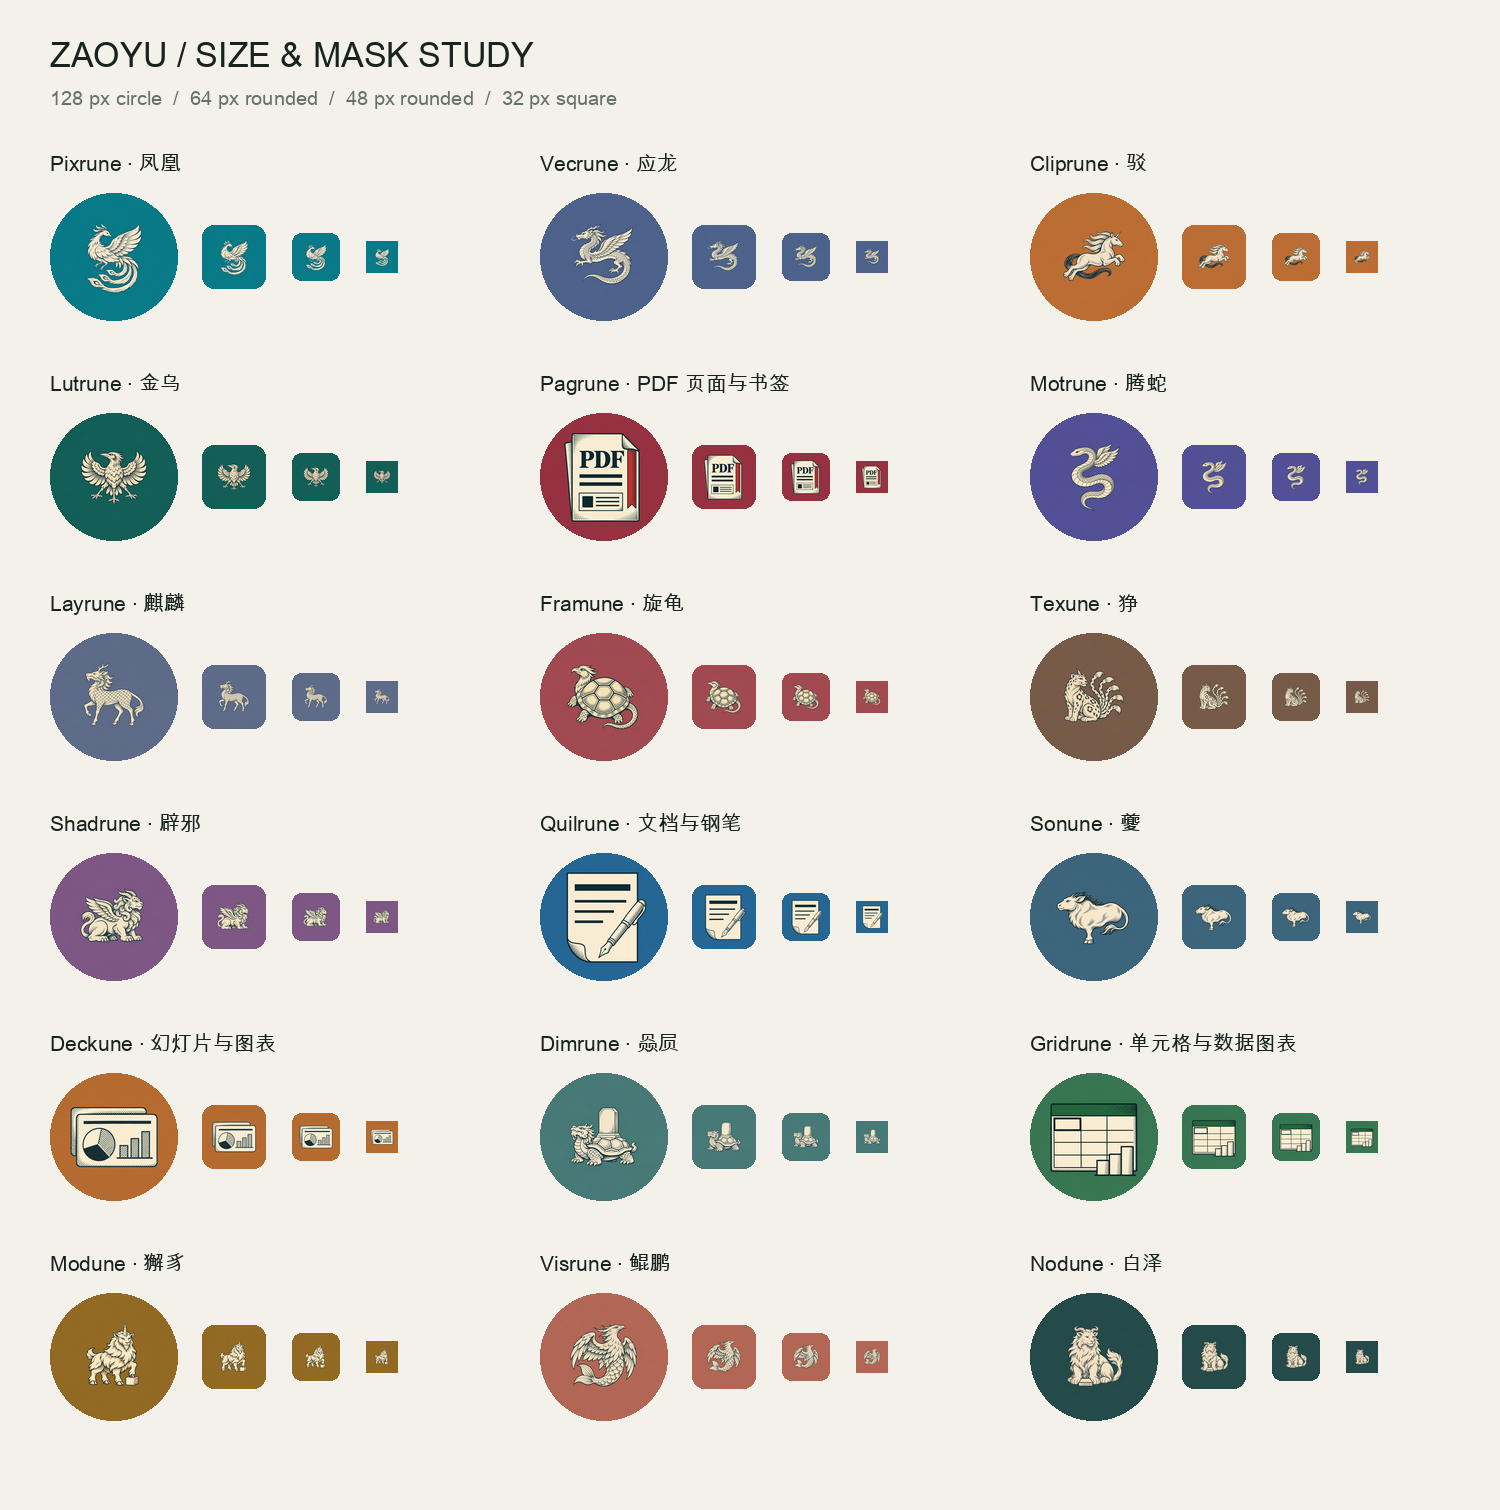 ZAOYU / SIZE & MASK STUDY
128 px circle / 64 px rounded / 48 px rounded / 32 px square
Pixrune · 凤凰
Vecrune · 应龙
Cliprune · 驳
Lutrune · 金乌
Pagrune · PDF 页面与书签
Motrune · 腾蛇
PDF
PDF
PDF
PDF
Layrune · 麒麟
Framune · 旋龟
Texune · 狰
Shadrune · 辟邪
Quilrune · 文档与钢笔
Sonune · 夔
Deckune · 幻灯片与图表
Dimrune · 赑屃
Gridrune · 单元格与数据图表
Modune · 獬豸
Visrune · 鲲鹏
Nodune · 白泽